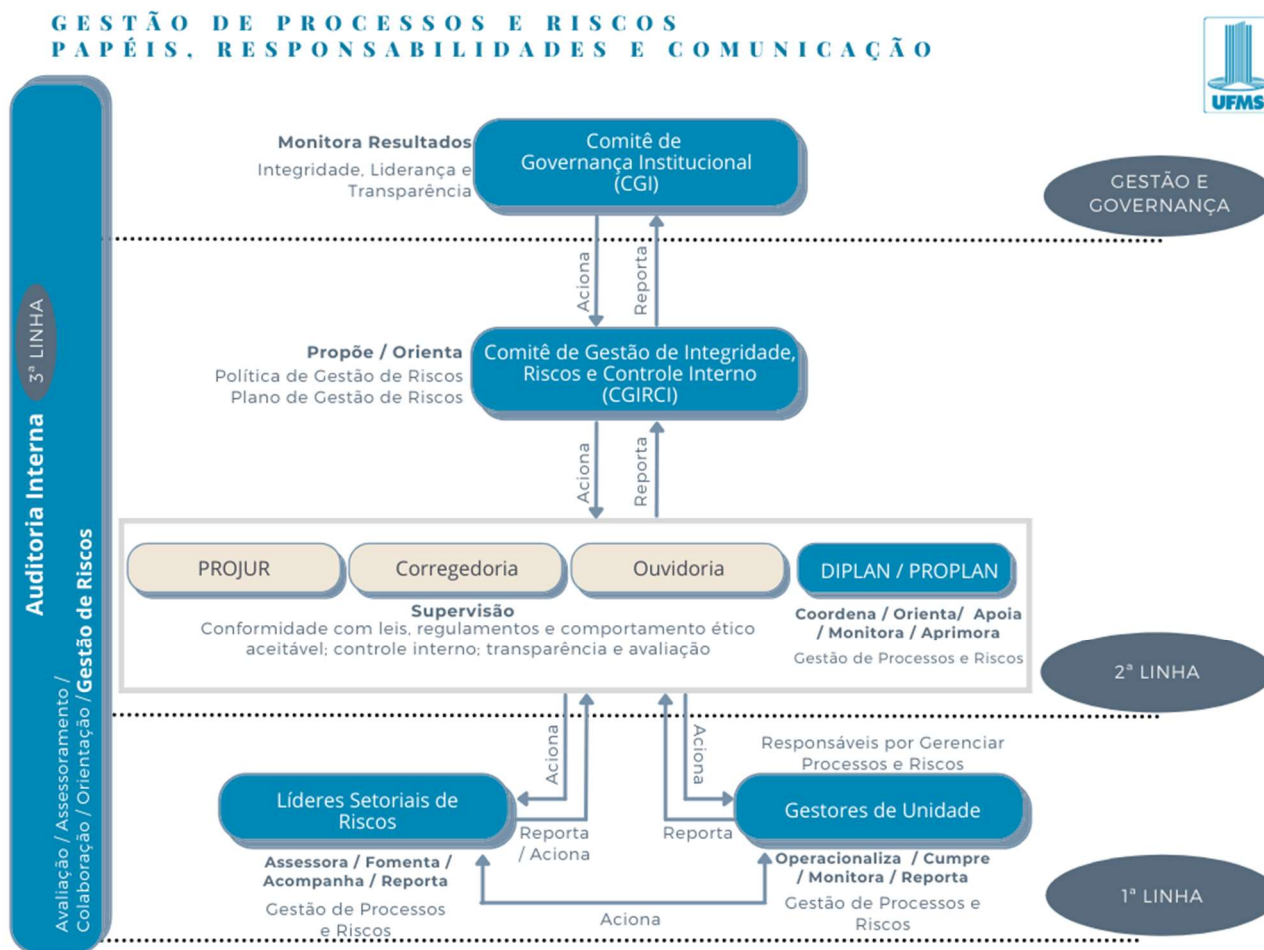 GESTÃO DE PROCESSOS E RISCOS
PAPÉIS, RESPONSABILIDADES E COMUNICAÇÃO
UFMS
Monitora Resultados
Integridade, Liderança e
Transparência
Comitê de
Governança Institucional
(CGI)
GESTÃO E
GOVERNANÇA
Aciona
Reporta
Propõe / Orienta
Política de Gestão de Riscos
Plano de Gestão de Riscos
Comitê de Gestão de Integridade,
Riscos e Controle Interno
(CGIRCI)
Aciona
Reporta
3ª LINHA
Auditoria Interna
Avaliação / Assessoramento /
Colaboração / Orientação / Gestão de Riscos
PROJUR
Corregedoria
Ouvidoria
DIPLAN / PROPLAN
Supervisão
Conformidade com leis, regulamentos e comportamento ético
aceitável; controle interno; transparência e avaliação
Coordena / Orienta/ Apoia
/ Monitora / Aprimora
Gestão de Processos e Riscos
2ª LINHA
Aciona
Aciona
Responsáveis por Gerenciar
Processos e Riscos
Líderes Setoriais de
Riscos
Gestores de Unidade
Reporta
/ Aciona
Reporta
Assessora / Fomenta /
Acompanha / Reporta
Gestão de Processos
e Riscos
Operacionaliza / Cumpre
/ Monitora / Reporta
Gestão de Processos e
Riscos
Aciona
1ª LINHA